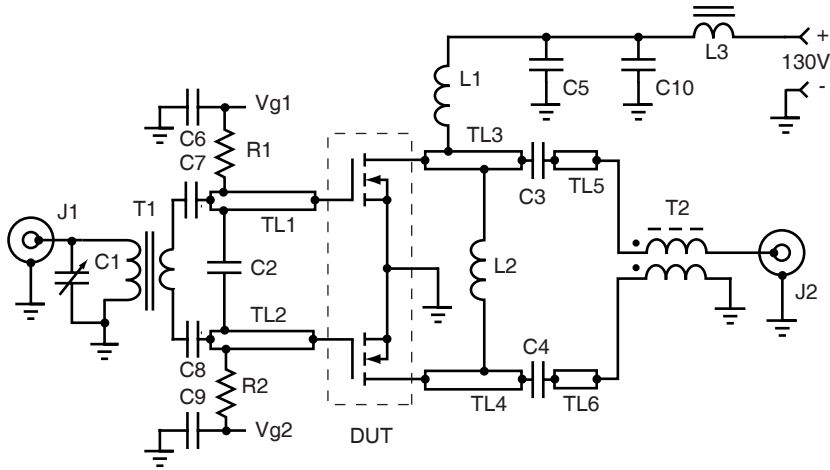 +
L3
130V
L1
C5
C10
-
Vg1
C6
R1
C7
TL3
C3
TL5
J1
T1
TL1
T2
C1
C2
L2
J2
TL2
C8
R2
C4
C9
TL4
TL6
Vg2
DUT